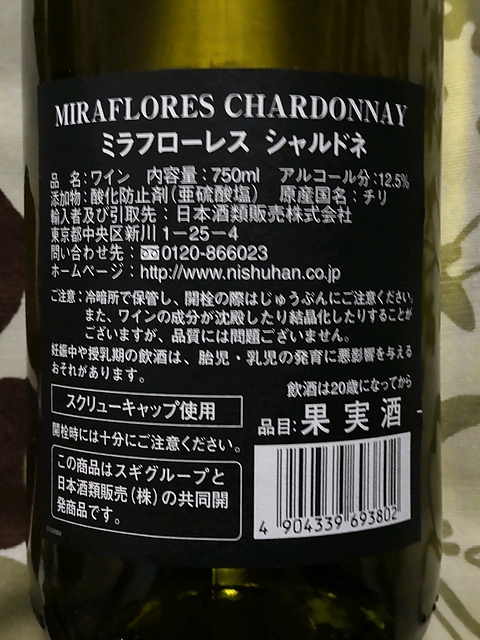 MIRAFLORES CHARDONNAY
ミラフローレス シャルドネ
品 名：ワイン 内容量：750ml アルコール分：12.5%
添加物：酸化防止剤（亜硫酸塩） 原産国名：チリ
輸入者及び引取先：日本酒類販売株式会社
東京都中央区新川 1－25－4
問い合わせ先：0120-866023
ホームページ：http://www.nishuhan.co.jp
ご注意：冷暗所で保管し、開栓の際はじゅうぶんにご注意ください。
また、ワインの成分が沈殿したり結晶化したりすることが
ございますが、品質には問題ございません。
妊娠中や授乳期の飲酒は、胎児・乳児の発育に悪影響を与える
おそれがあります。
飲酒は20歳になってから
スクリューキャップ使用
品目：果実酒
開栓時には十分にご注意ください。
この商品はスギグループと
日本酒類販売（株）の共同開
発商品です。
4 904339 693802